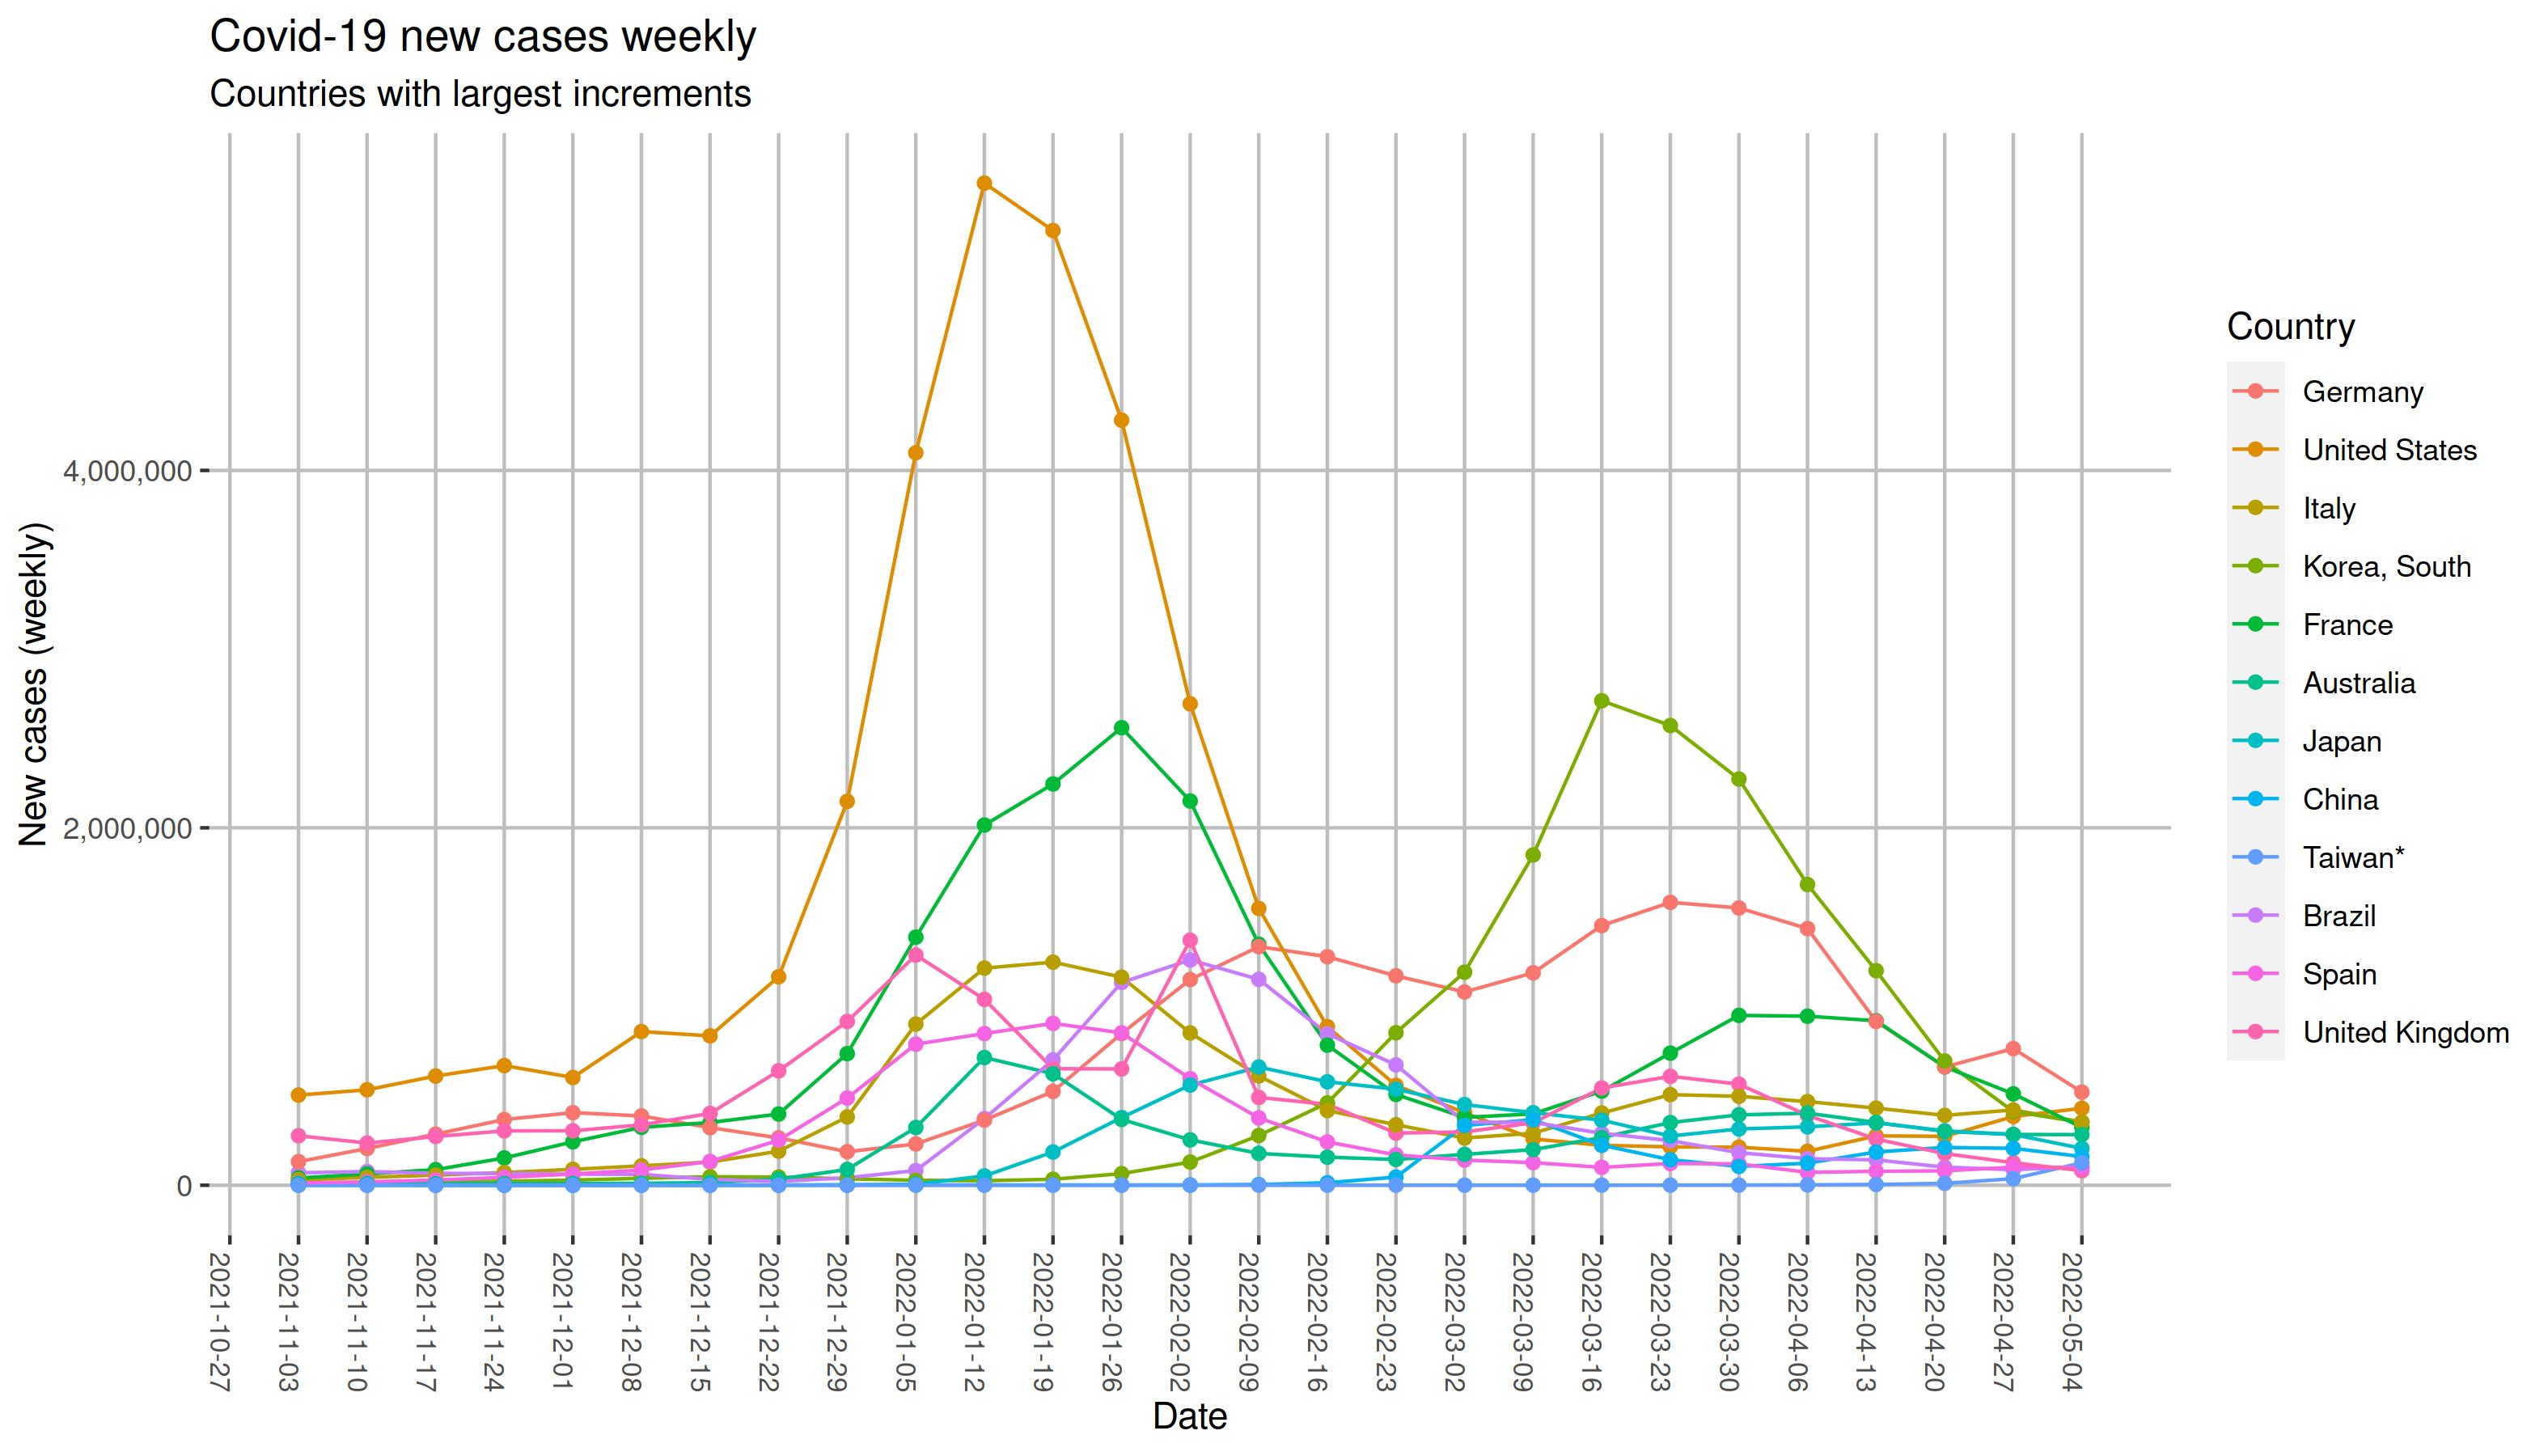 Covid-19 new cases weekly
Countries with largest increments
New cases (weekly)
4,000,000
2,000,000
0
2021-10-27
2021-11-03
2021-11-10
2021-11-17
2021-11-24
2021-12-01
2021-12-08
2021-12-15
2021-12-22
2021-12-29
2022-01-05
2022-01-12
2022-01-19
2022-01-26
2022-02-02
2022-02-09
2022-02-16
2022-02-23
2022-03-02
2022-03-09
2022-03-16
2022-03-23
2022-03-30
2022-04-06
2022-04-13
2022-04-20
2022-04-27
2022-05-04
Date
Country
Germany
United States
Italy
Korea, South
France
Australia
Japan
China
Taiwan*
Brazil
Spain
United Kingdom